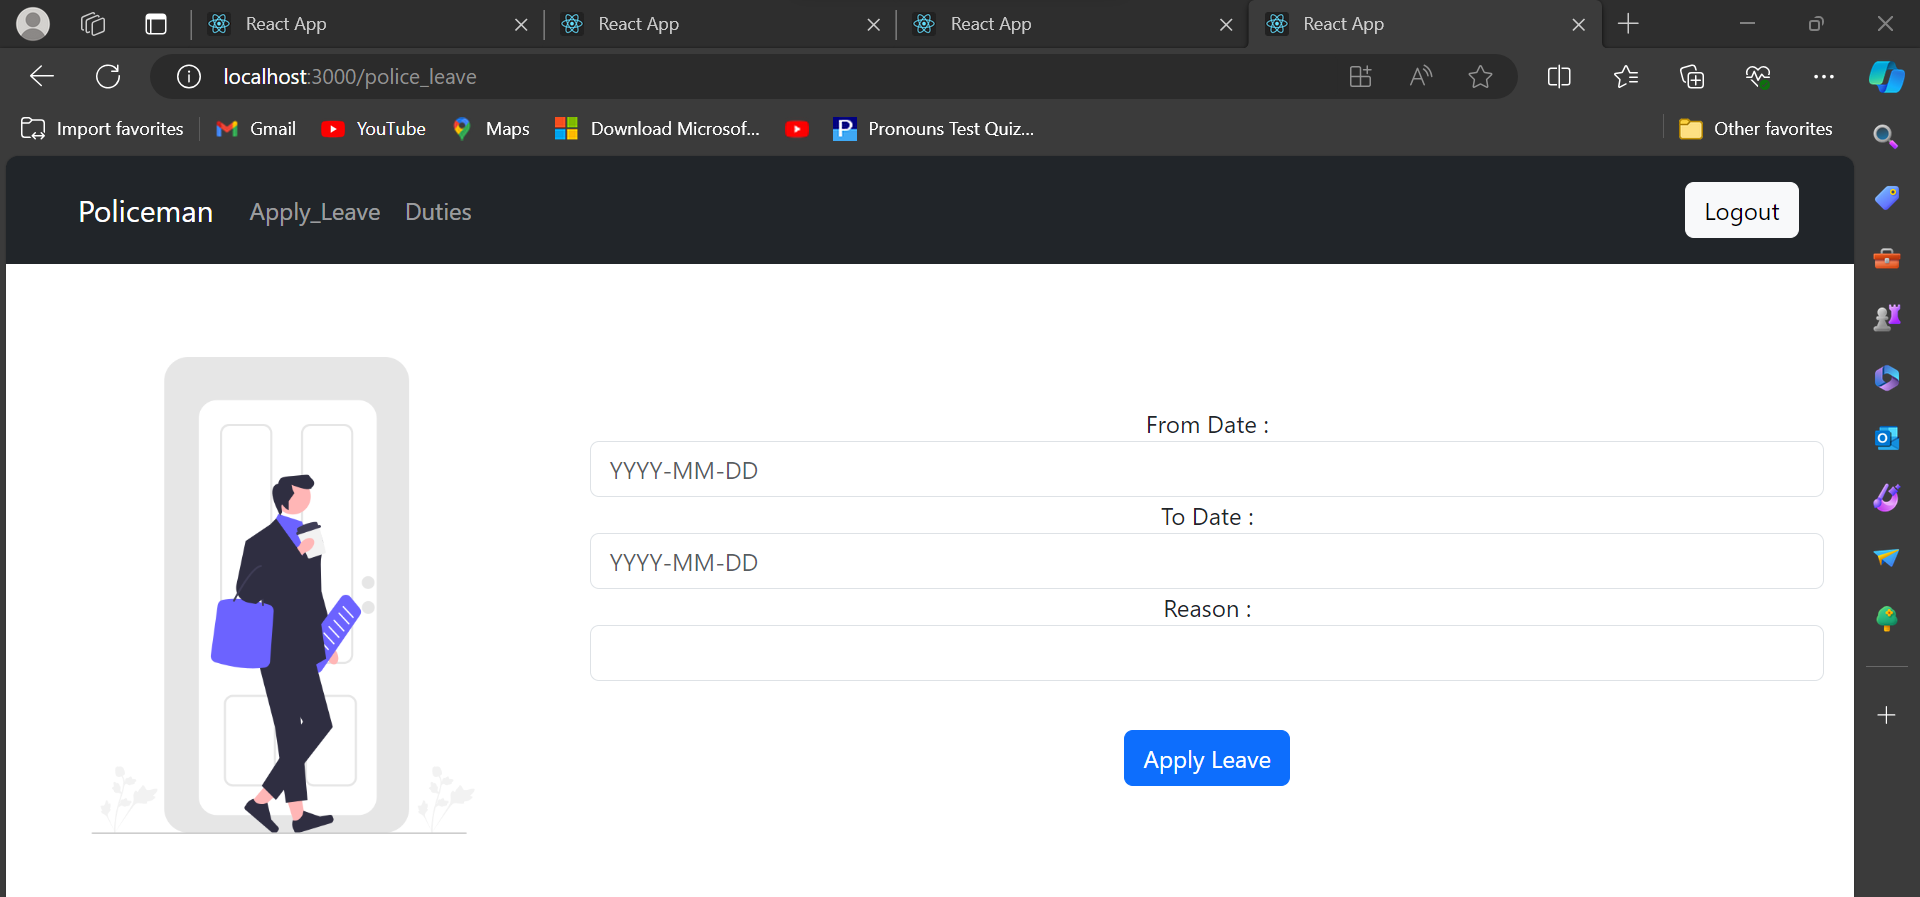 React App
React App
React App
React App
localhost:3000/police_leave
Import favorites
Gmail
YouTube
Maps
Download Microsof...
Pronouns Test Quiz...
Other favorites
Policeman
Apply_Leave
Duties
Logout
From Date :
YYYY-MM-DD
To Date :
YYYY-MM-DD
Reason :
Apply Leave